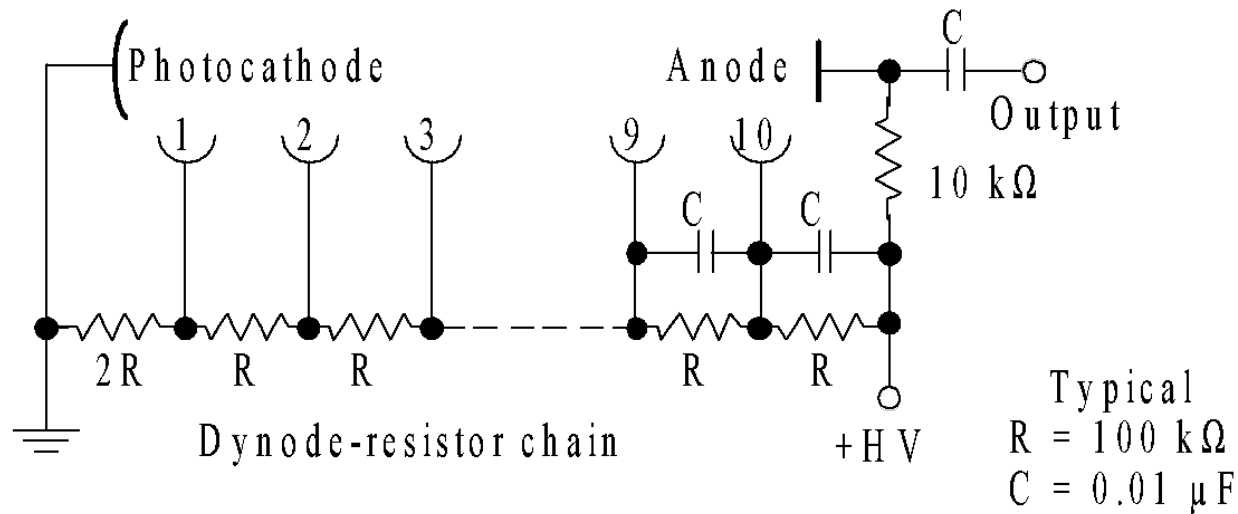 C
Photocathode
Anode
Output
1
2
3
9
10
10 kΩ
C
C
2R
R
R
R
R
Dynode-resistor chain
+HV
Typical
R = 100 kΩ
C = 0.01 µF